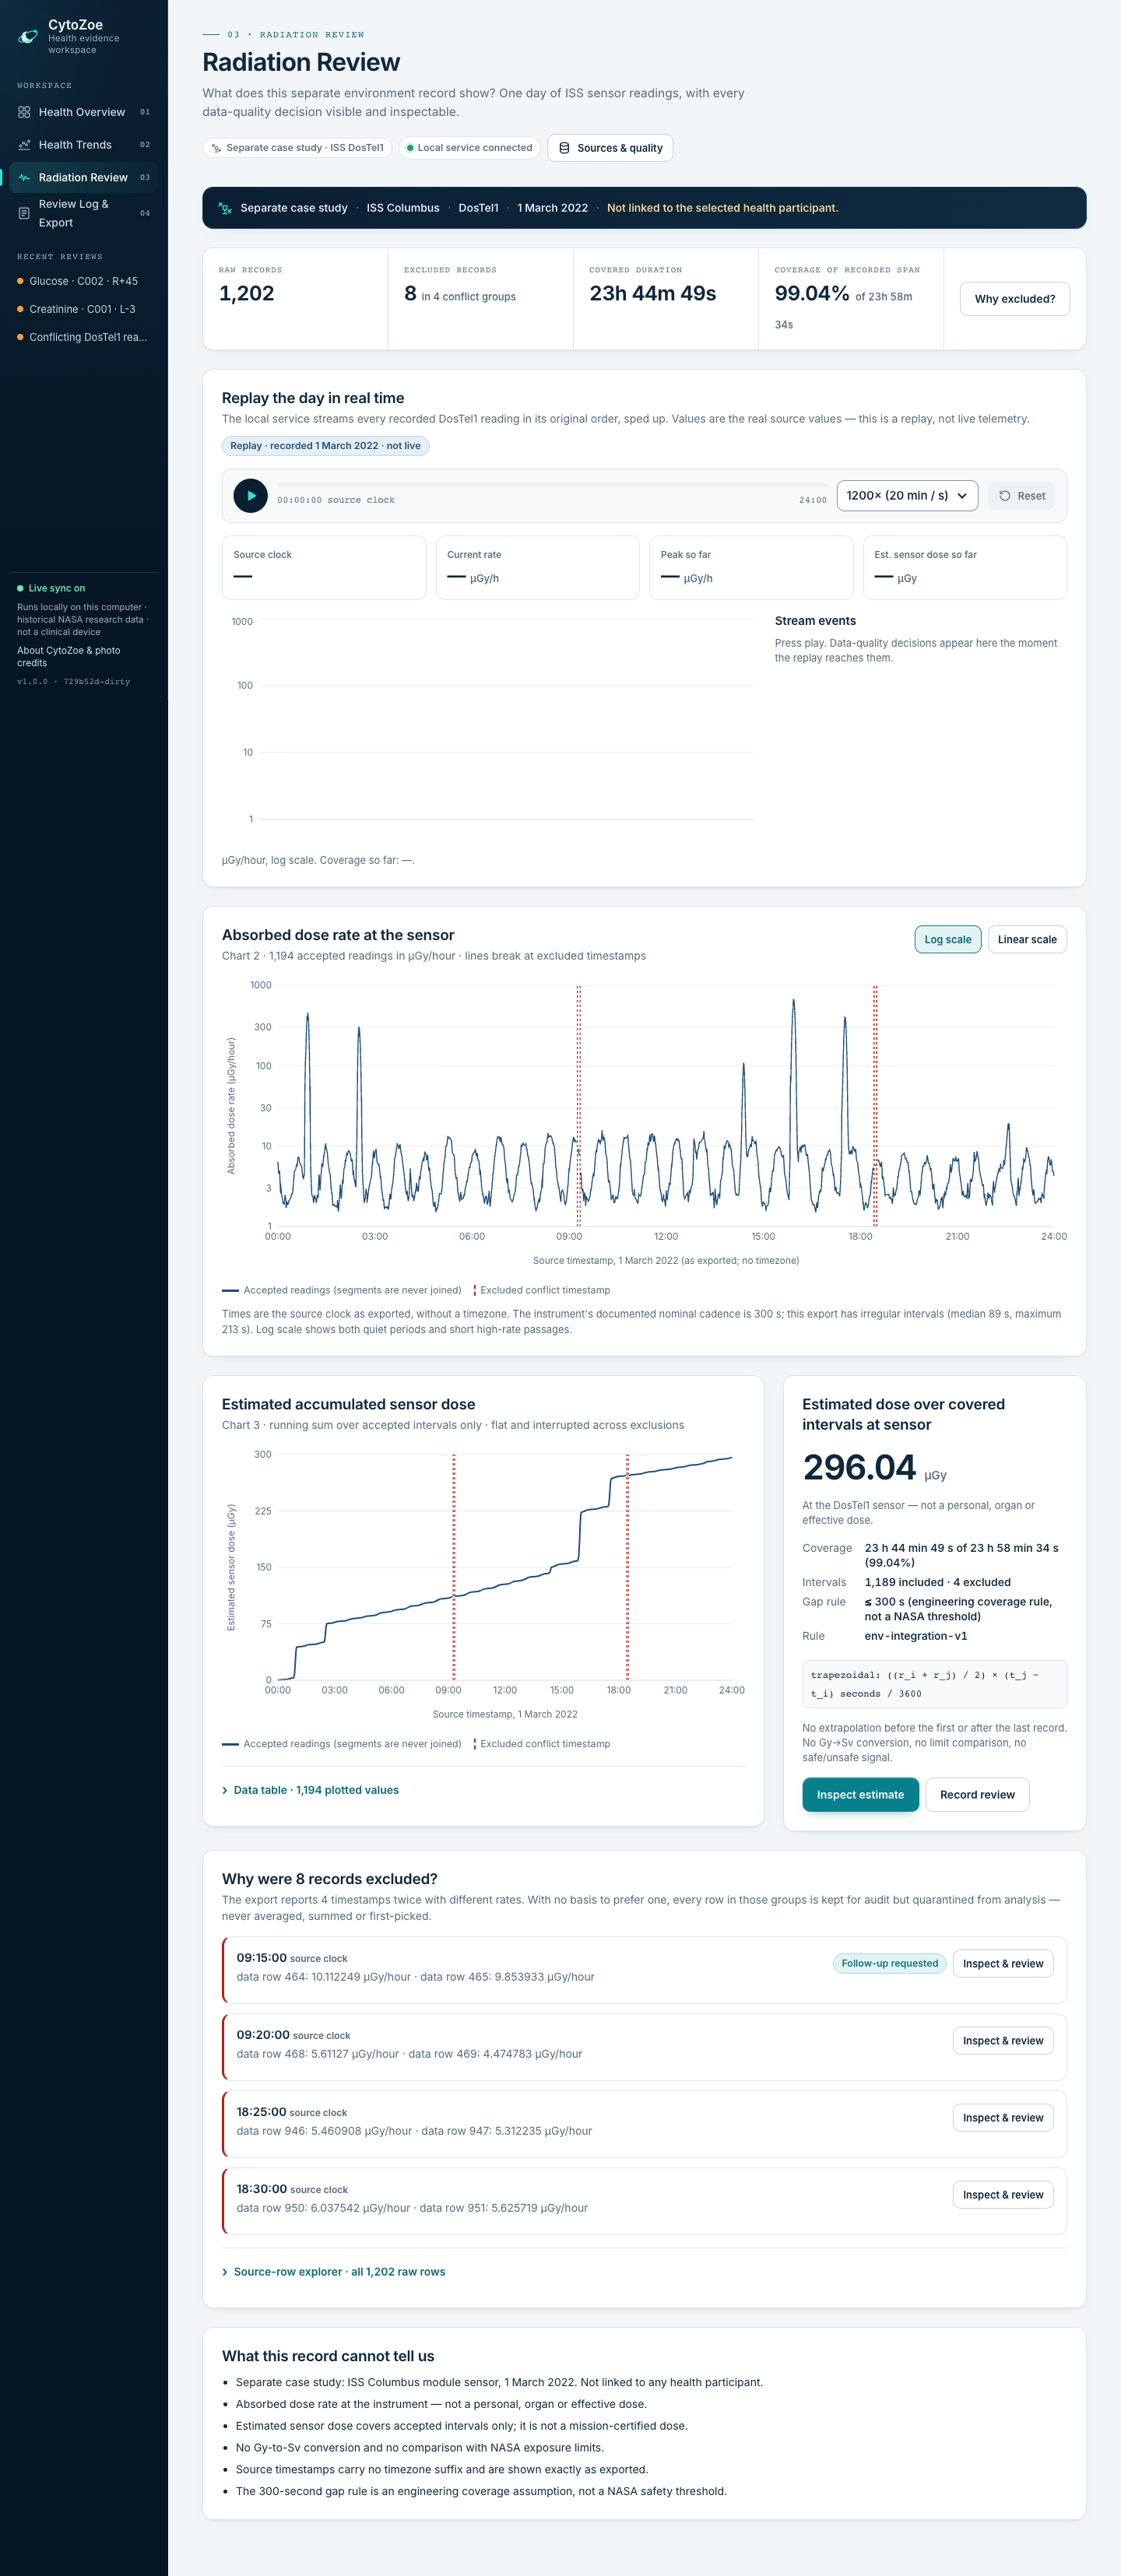 CytoZoe
Health evidence
workspace
WORKSPACE
Health Overview 01
Health Trends 02
Radiation Review 03
Review Log &
Export 04
RECENT REVIEWS
Glucose · C002 · R+45
Creatinine · C001 · L-3
Conflicting DosTel1 rea...
Live sync on
Runs locally on this computer ·
historical NASA research data ·
not a clinical device
About CytoZoe & photo
credits
v1.0.0 · 729b52d-dirty
03 · RADIATION REVIEW
Radiation Review
What does this separate environment record show? One day of ISS sensor readings, with every
data-quality decision visible and inspectable.
Separate case study · ISS DosTel1
Local service connected
Sources & quality
Separate case study · ISS Columbus · DosTel1 · 1 March 2022 · Not linked to the selected health participant.
RAW RECORDS
1,202
EXCLUDED RECORDS
8 in 4 conflict groups
COVERED DURATION
23h 44m 49s
COVERAGE OF RECORDED SPAN
99.04% of 23h 58m
34s
Why excluded?
Replay the day in real time
The local service streams every recorded DosTel1 reading in its original order, sped up. Values are the real source values — this is a replay, not live telemetry.
Replay · recorded 1 March 2022 · not live
00:00:00 source clock
24:00
1200× (20 min / s)
Reset
Source clock
—
Current rate
— µGy/h
Peak so far
— µGy/h
Est. sensor dose so far
— µGy
1000
100
10
1
Stream events
Press play. Data-quality decisions appear here the moment
the replay reaches them.
µGy/hour, log scale. Coverage so far: —.
Absorbed dose rate at the sensor
Chart 2 · 1,194 accepted readings in µGy/hour · lines break at excluded timestamps
Log scale
Linear scale
Absorbed dose rate (µGy/hour)
1000
300
100
30
10
3
1
00:00 03:00 06:00 09:00 12:00 15:00 18:00 21:00 24:00
Source timestamp, 1 March 2022 (as exported; no timezone)
Accepted readings (segments are never joined)
Excluded conflict timestamp
Times are the source clock as exported, without a timezone. The instrument's documented nominal cadence is 300 s; this export has irregular intervals (median 89 s, maximum
213 s). Log scale shows both quiet periods and short high-rate passages.
Estimated accumulated sensor dose
Chart 3 · running sum over accepted intervals only · flat and interrupted across exclusions
Estimated sensor dose (µGy)
300
225
150
75
0
00:00 03:00 06:00 09:00 12:00 15:00 18:00 21:00 24:00
Source timestamp, 1 March 2022
Accepted readings (segments are never joined)
Excluded conflict timestamp
Data table · 1,194 plotted values
Estimated dose over covered
intervals at sensor
296.04 µGy
At the DosTel1 sensor — not a personal, organ or
effective dose.
Coverage 23 h 44 min 49 s of 23 h 58 min 34 s
(99.04%)
Intervals 1,189 included · 4 excluded
Gap rule ≤ 300 s (engineering coverage rule,
not a NASA threshold)
Rule env-integration-v1
trapezoidal: ((r_i + r_j) / 2) × (t_j −
t_i) seconds / 3600
No extrapolation before the first or after the last record.
No Gy→Sv conversion, no limit comparison, no
safe/unsafe signal.
Inspect estimate
Record review
Why were 8 records excluded?
The export reports 4 timestamps twice with different rates. With no basis to prefer one, every row in those groups is kept for audit but quarantined from analysis —
never averaged, summed or first-picked.
09:15:00 source clock
data row 464: 10.112249 µGy/hour · data row 465: 9.853933 µGy/hour
Follow-up requested
Inspect & review
09:20:00 source clock
data row 468: 5.61127 µGy/hour · data row 469: 4.474783 µGy/hour
Inspect & review
18:25:00 source clock
data row 946: 5.460908 µGy/hour · data row 947: 5.312235 µGy/hour
Inspect & review
18:30:00 source clock
data row 950: 6.037542 µGy/hour · data row 951: 5.625719 µGy/hour
Inspect & review
Source-row explorer · all 1,202 raw rows
What this record cannot tell us
• Separate case study: ISS Columbus module sensor, 1 March 2022. Not linked to any health participant.
• Absorbed dose rate at the instrument — not a personal, organ or effective dose.
• Estimated sensor dose covers accepted intervals only; it is not a mission-certified dose.
• No Gy-to-Sv conversion and no comparison with NASA exposure limits.
• Source timestamps carry no timezone suffix and are shown exactly as exported.
• The 300-second gap rule is an engineering coverage assumption, not a NASA safety threshold.